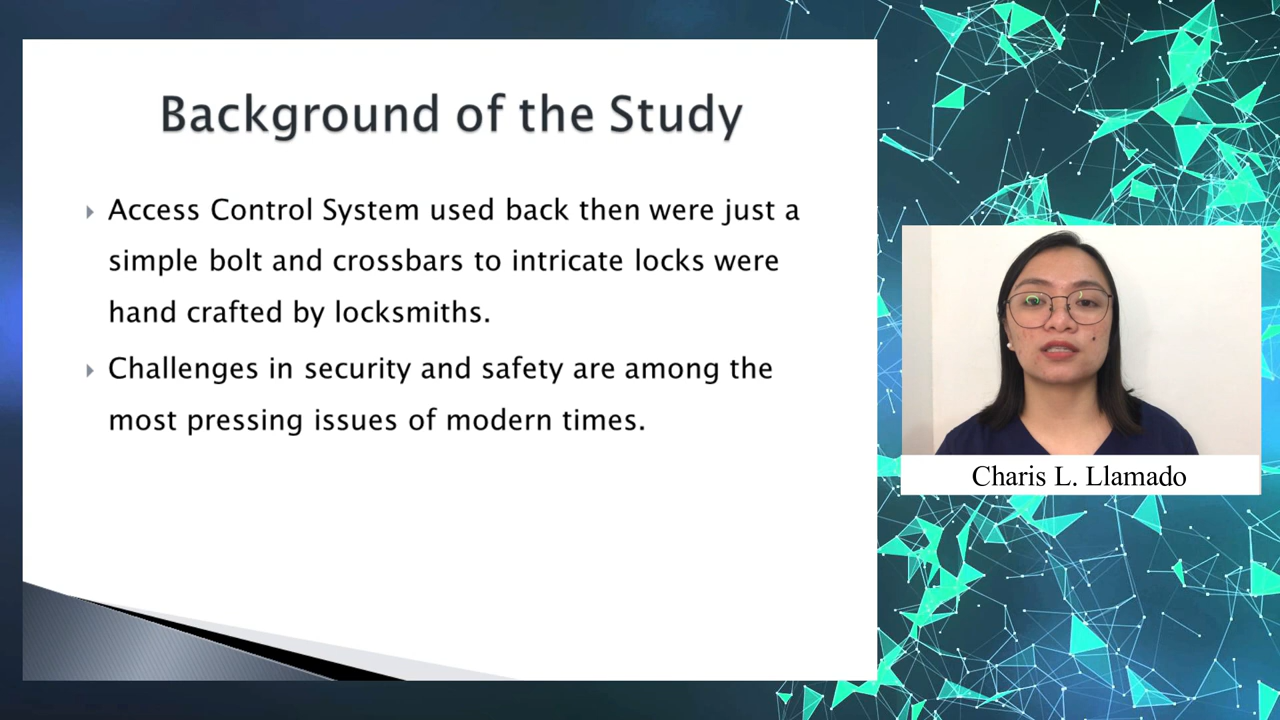 Background of the Study
Access Control System used back then were just a
simple bolt and crossbars to intricate locks were
hand crafted by locksmiths.
Challenges in security and safety are among the
most pressing issues of modern times.
Charis L. Llamado